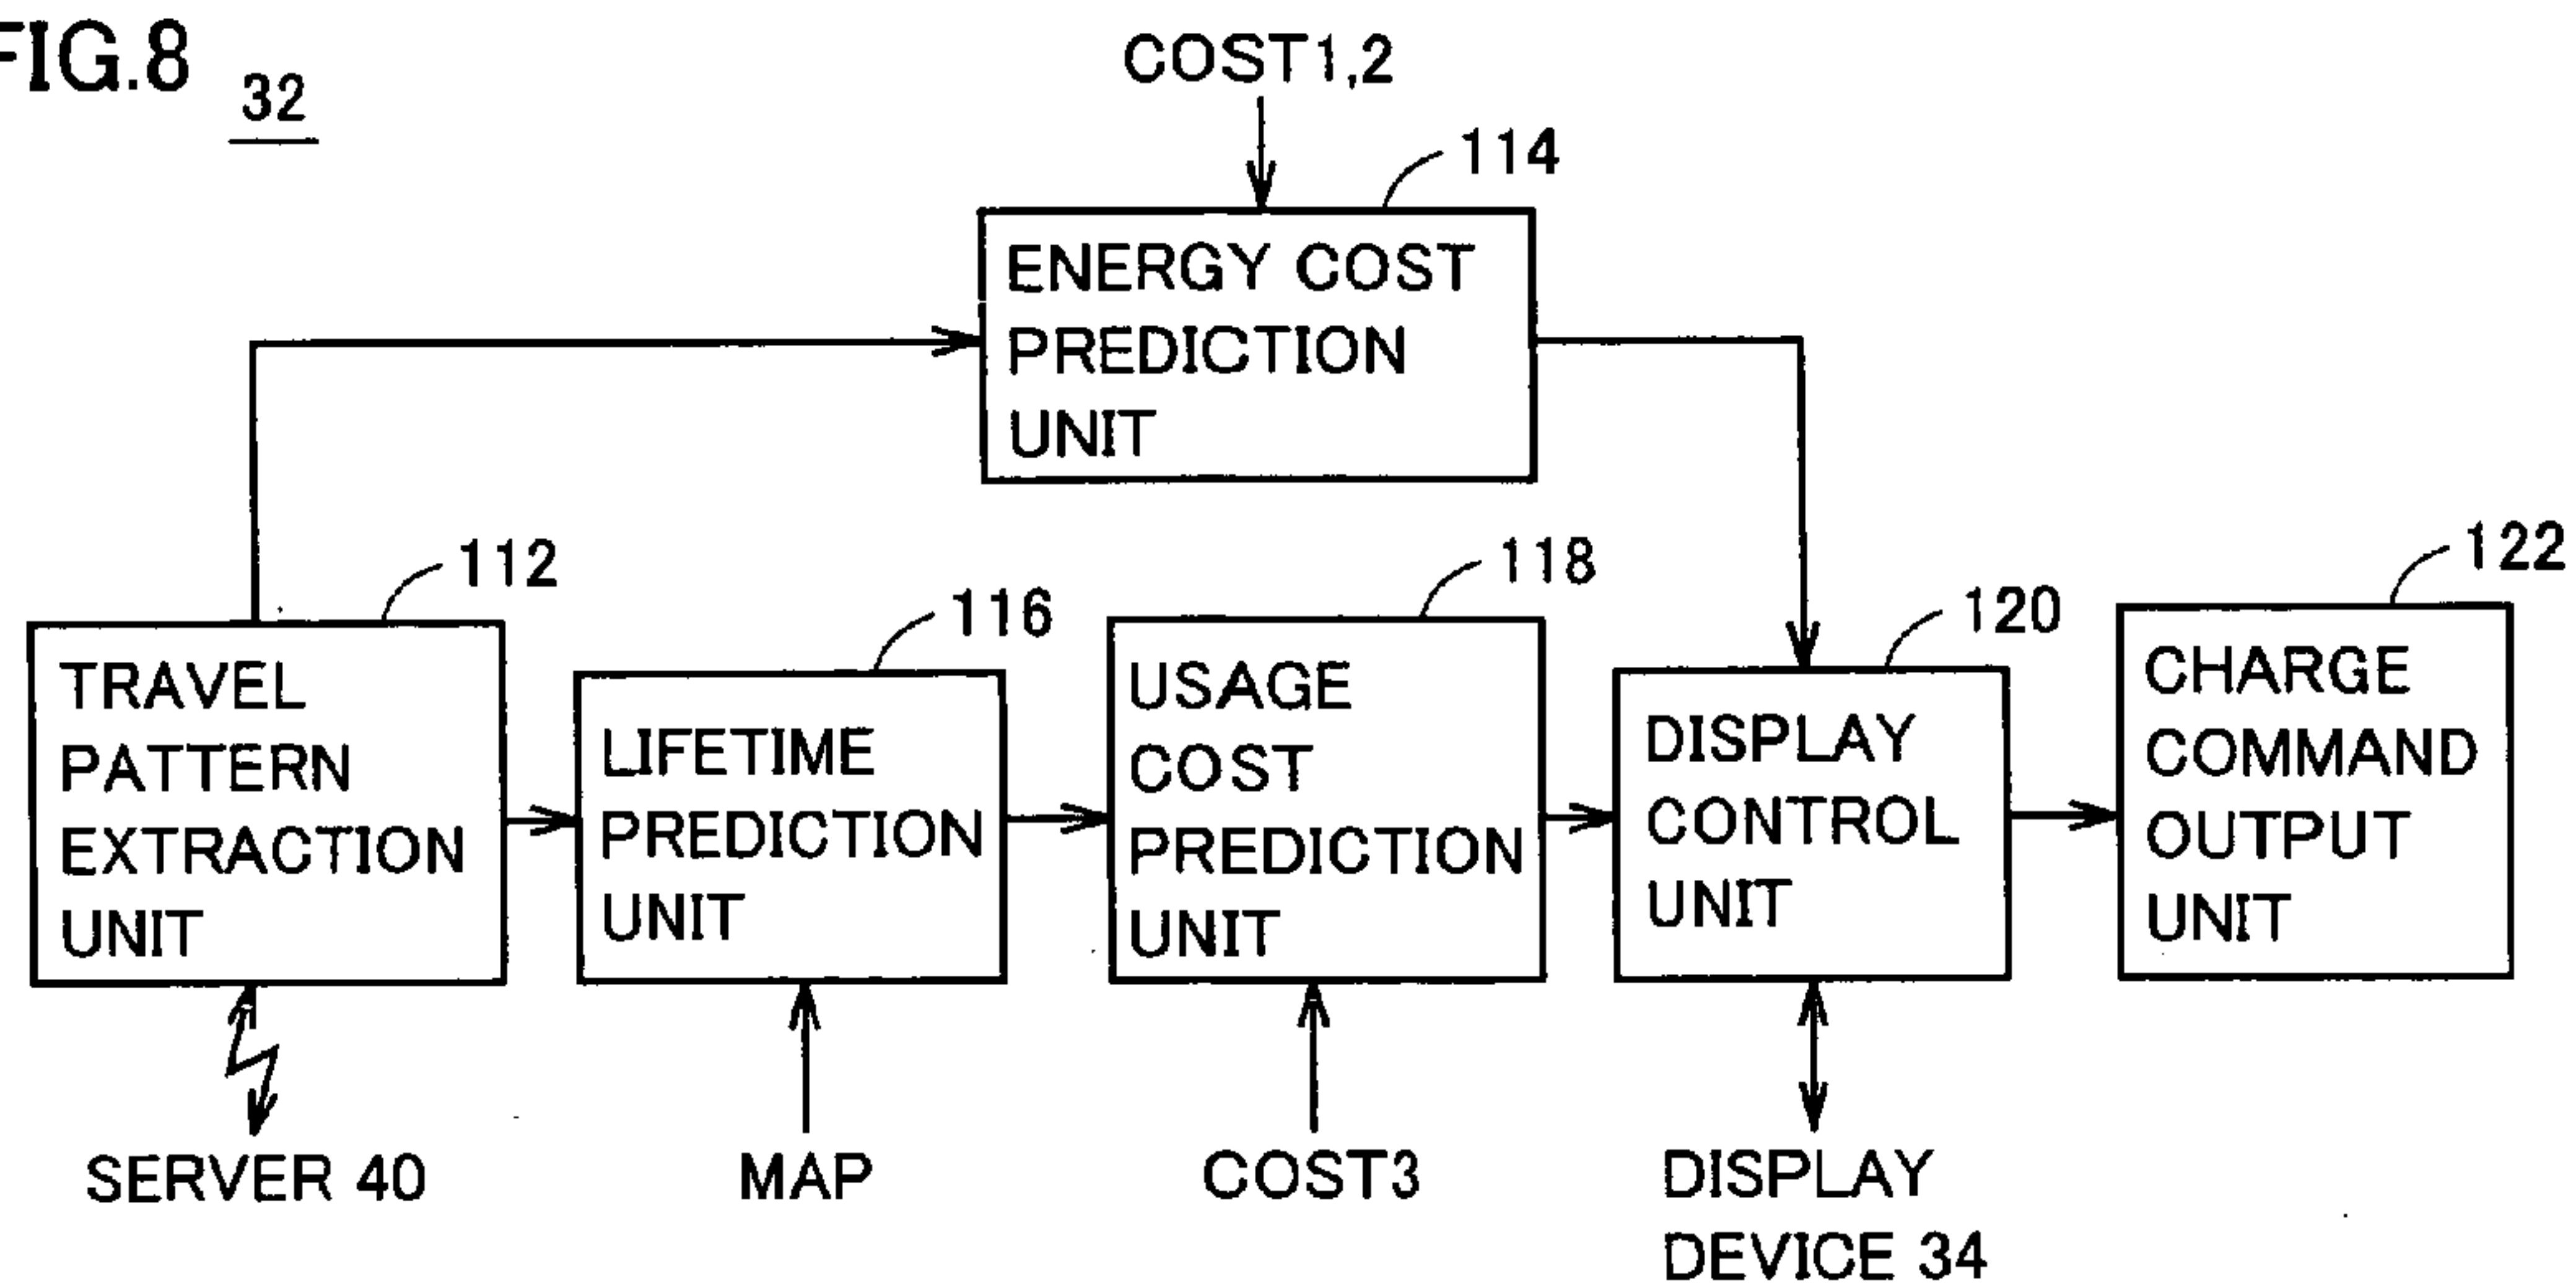 FIG.8
32
COST1,2
114
ENERGY COST
PREDICTION
UNIT
112
TRAVEL
PATTERN
EXTRACTION
UNIT
116
LIFETIME
PREDICTION
UNIT
118
USAGE
COST
PREDICTION
UNIT
120
DISPLAY
CONTROL
UNIT
122
CHARGE
COMMAND
OUTPUT
UNIT
SERVER 40
MAP
COST3
DISPLAY
DEVICE 34